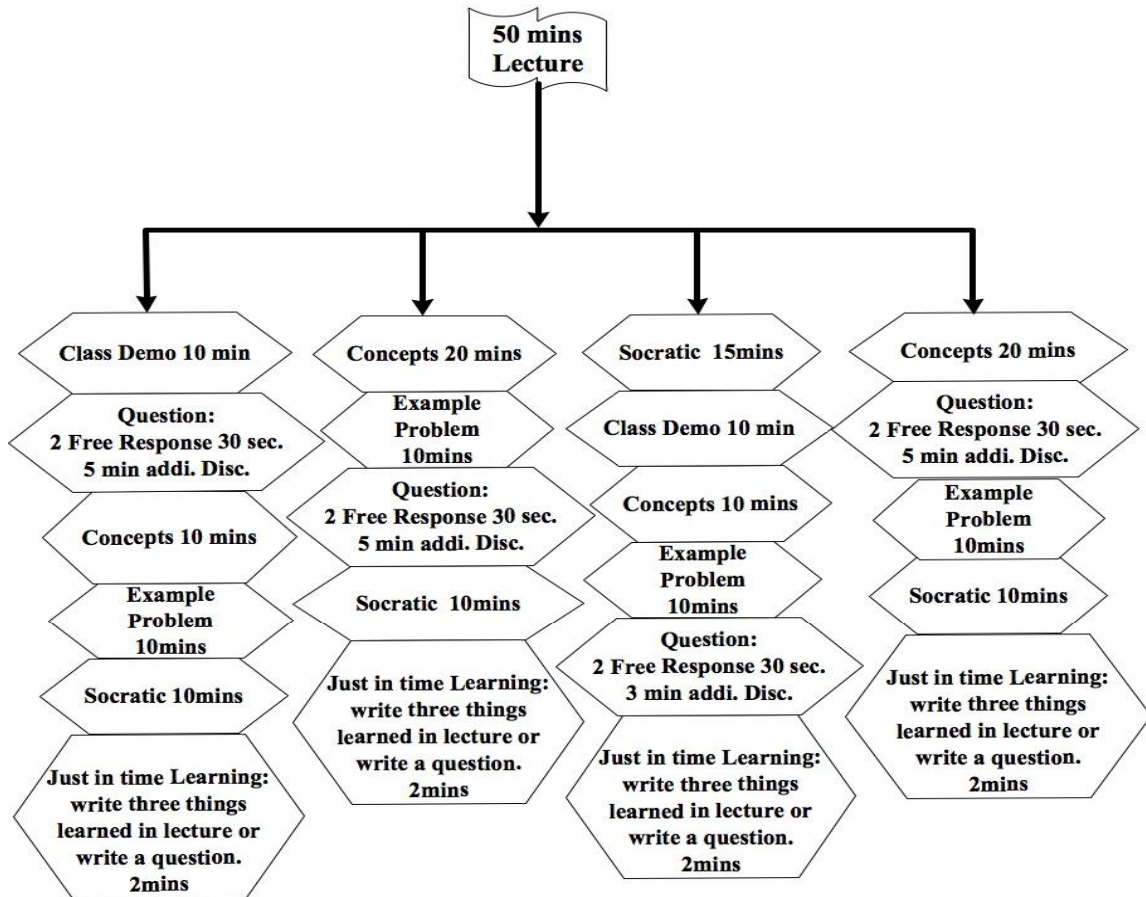 50 mins
Lecture
Class Demo 10 min
Question:
2 Free Response 30 sec.
5 min addi. Disc.
Concepts 10 mins
Example
Problem
10mins
Socratic 10mins
Just in time Learning:
write three things
learned in lecture or
write a question.
2mins
Concepts 20 mins
Example
Problem
10mins
Question:
2 Free Response 30 sec.
5 min addi. Disc.
Socratic 10mins
Just in time Learning:
write three things
learned in lecture or
write a question.
2mins
Socratic 15mins
Class Demo 10 min
Concepts 10 mins
Example
Problem
10mins
Question:
2 Free Response 30 sec.
3 min addi. Disc.
Just in time Learning:
write three things
learned in lecture or
write a question.
2mins
Concepts 20 mins
Question:
2 Free Response 30 sec.
5 min addi. Disc.
Example
Problem
10mins
Socratic 10mins
Just in time Learning:
write three things
learned in lecture or
write a question.
2mins